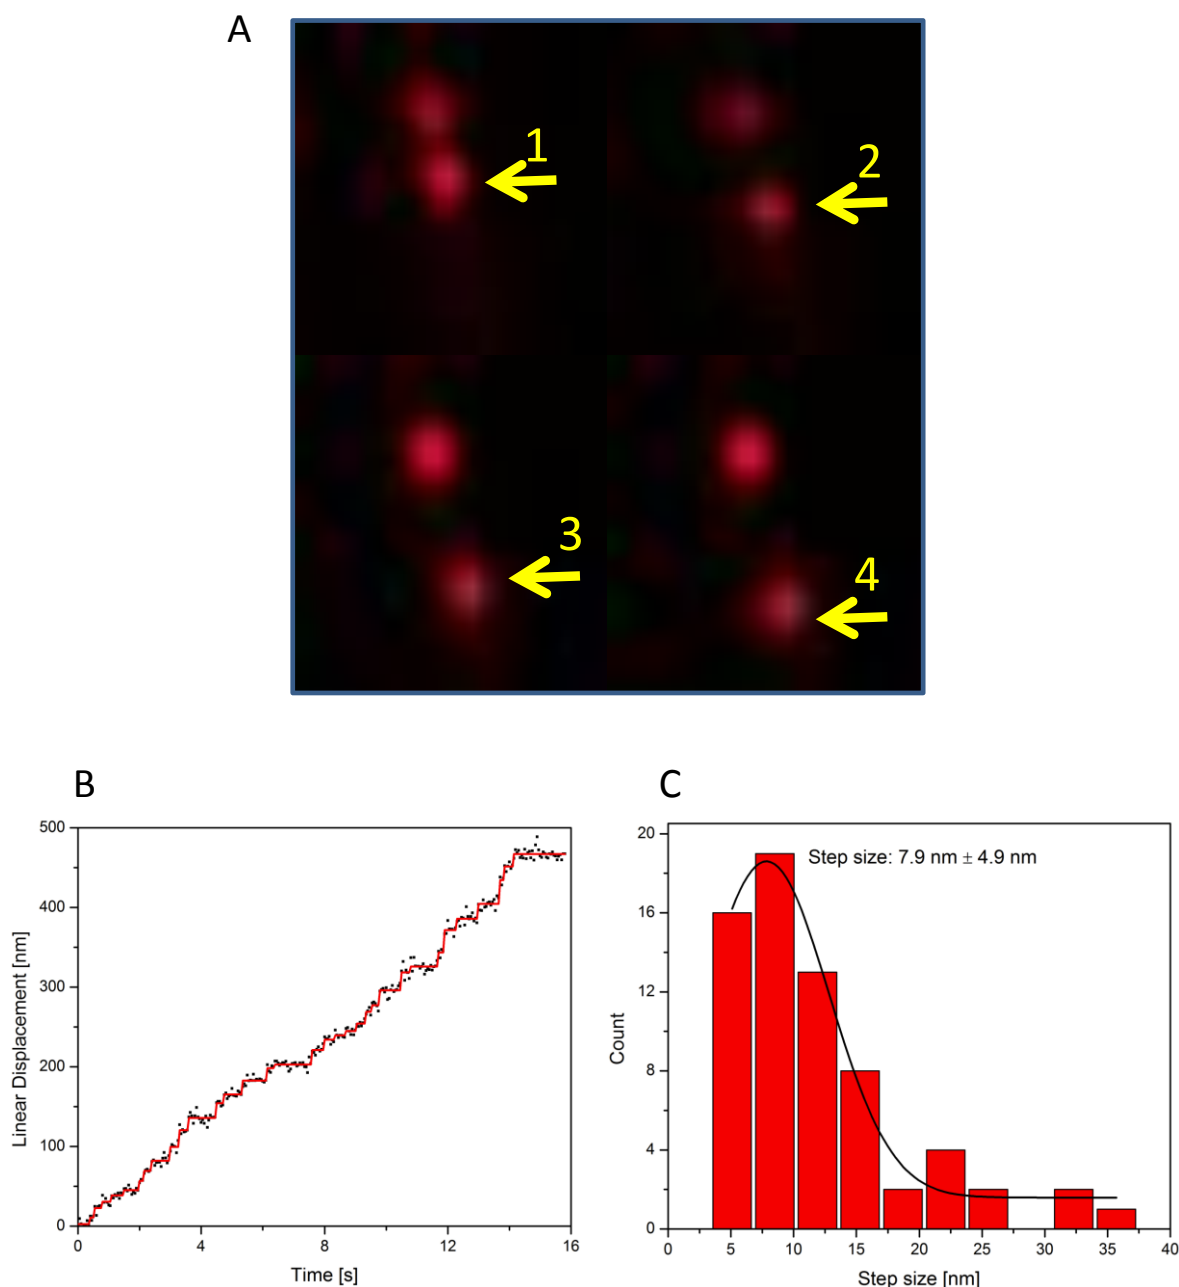 A
1
2
3
4
B
500
400
300
200
100
0
Linear Displacement [nm]
0 4 8 12 16
Time [s]
C
20
16
12
8
4
0
Count
Step size: 7.9 nm ± 4.9 nm
0 5 10 15 20 25 30 35 40
Step size [nm]